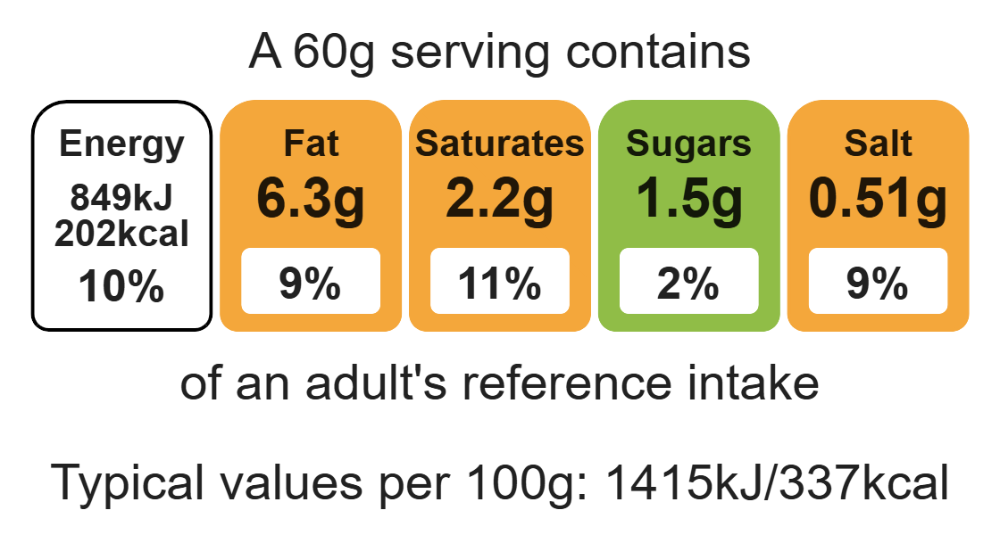 A 60g serving contains
Energy
849kJ
202kcal
10%
Fat
6.3g
9%
Saturates
2.2g
11%
Sugars
1.5g
2%
Salt
0.51g
9%
of an adult's reference intake
Typical values per 100g: 1415kJ/337kcal